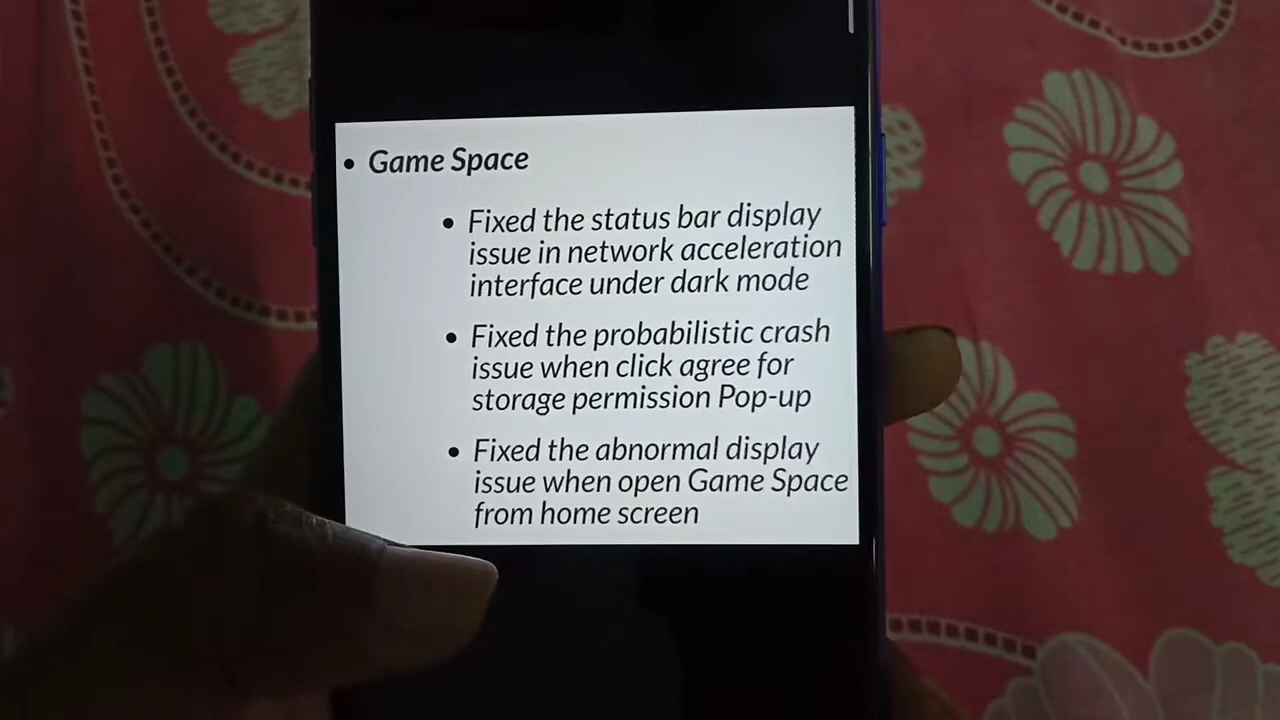 • Game Space
• Fixed the status bar display
issue in network acceleration
interface under dark mode
• Fixed the probabilistic crash
issue when click agree for
storage permission Pop-up
• Fixed the abnormal display
issue when open Game Space
from home screen